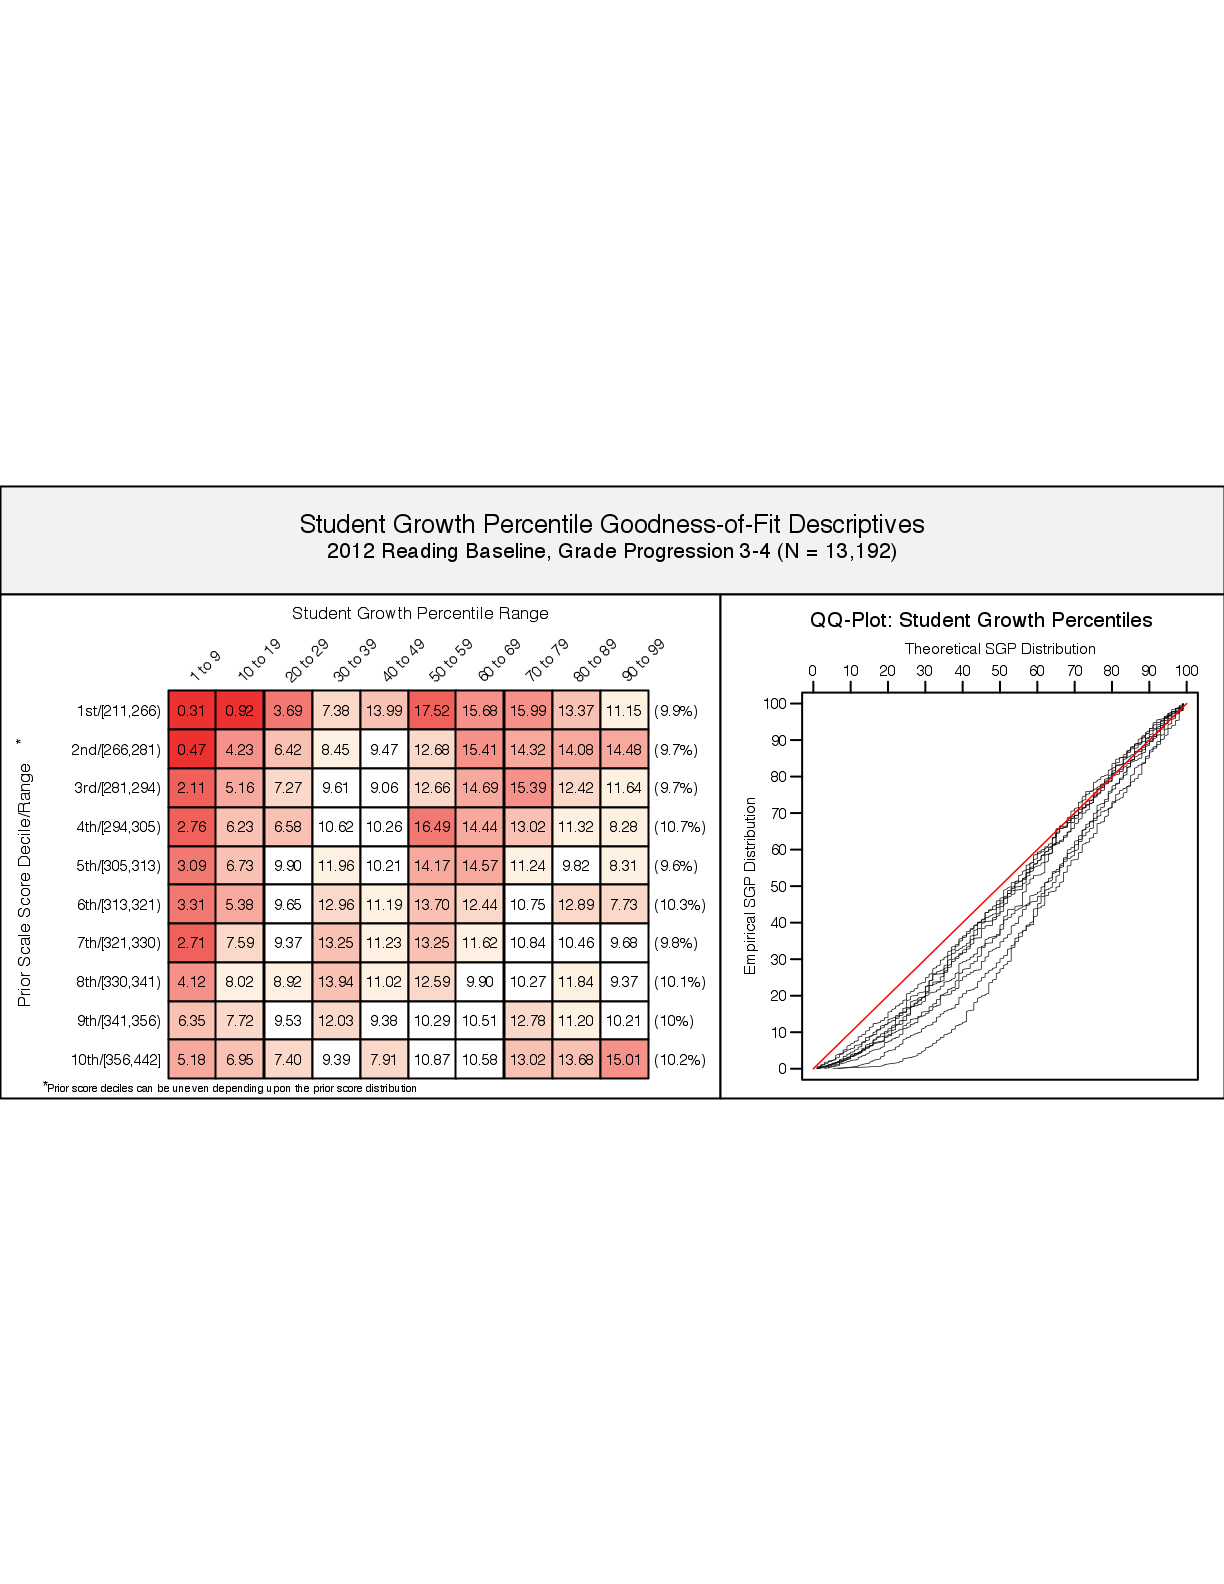 Student Growth Percentile Goodness-of-Fit Descriptives
2012 Reading Baseline, Grade Progression 3-4 (N = 13,192)
Student Growth Percentile Range
1 to 9 10 to 19 20 to 29 30 to 39 40 to 49 50 to 59 60 to 69 70 to 79 80 to 89 90 to 99
Prior Scale Score Decile/Range *
1st/[211,266) 0.31 0.92 3.69 7.38 13.99 17.52 15.68 15.99 13.37 11.15 (9.9%)
2nd/[266,281) 0.47 4.23 6.42 8.45 9.47 12.68 15.41 14.32 14.08 14.48 (9.7%)
3rd/[281,294) 2.11 5.16 7.27 9.61 9.06 12.66 14.69 15.39 12.42 11.64 (9.7%)
4th/[294,305) 2.76 6.23 6.58 10.62 10.26 16.49 14.44 13.02 11.32 8.28 (10.7%)
5th/[305,313) 3.09 6.73 9.90 11.96 10.21 14.17 14.57 11.24 9.82 8.31 (9.6%)
6th/[313,321) 3.31 5.38 9.65 12.96 11.19 13.70 12.44 10.75 12.89 7.73 (10.3%)
7th/[321,330) 2.71 7.59 9.37 13.25 11.23 13.25 11.62 10.84 10.46 9.68 (9.8%)
8th/[330,341) 4.12 8.02 8.92 13.94 11.02 12.59 9.90 10.27 11.84 9.37 (10.1%)
9th/[341,356) 6.35 7.72 9.53 12.03 9.38 10.29 10.51 12.78 11.20 10.21 (10%)
10th/[356,442] 5.18 6.95 7.40 9.39 7.91 10.87 10.58 13.02 13.68 15.01 (10.2%)
*Prior score deciles can be uneven depending upon the prior score distribution
QQ-Plot: Student Growth Percentiles
Theoretical SGP Distribution
0 10 20 30 40 50 60 70 80 90 100
Empirical SGP Distribution
100
90
80
70
60
50
40
30
20
10
0